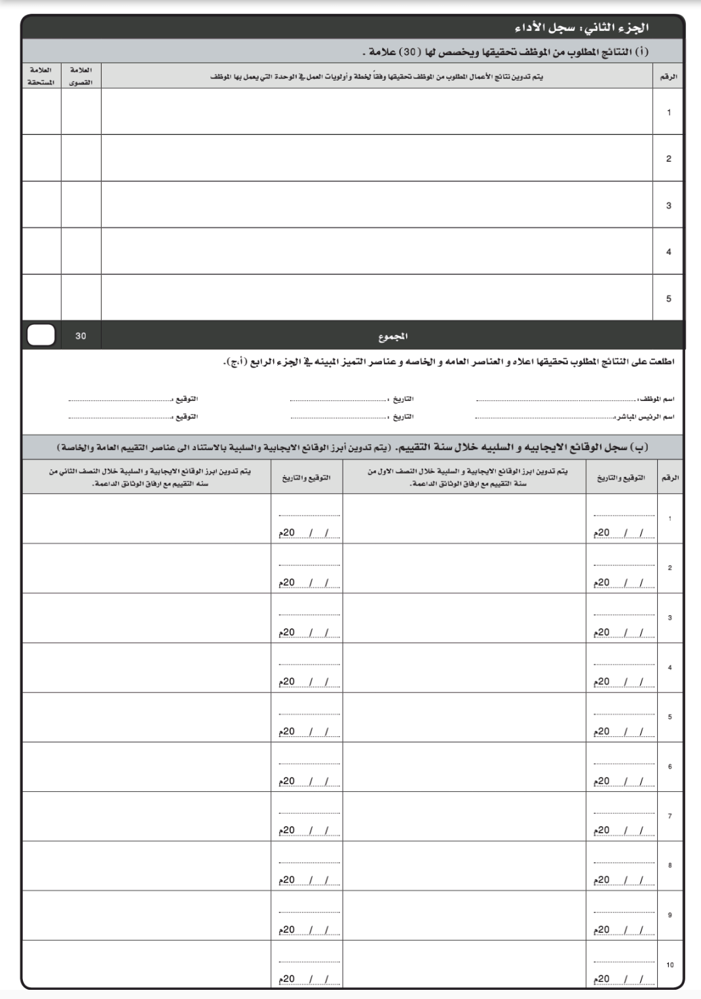 الجزء الثاني: سجل الأداء
(أ) النتائج المطلوب من الموظف تحقيقها ويخصص لها (30) علامة .
الرقم
يتم تدوين نتائج الأعمال المطلوب من الموظف تحقيقها وفقاً لخطة وأولويات العمل في الوحدة التي يعمل بها الموظف
العلامة القصوى
العلامة المستحقة
1
2
3
4
5
المجموع 30
اطلعت على النتائج المطلوب تحقيقها اعلاه و العناصر العامه و الخاصه و عناصر التميز المبينه في الجزء الرابع (أ،ج).
اسم الموظف: التاريخ : التوقيع :
اسم الرئيس المباشر: التاريخ : التوقيع :
(ب) سجل الوقائع الايجابيه و السلبيه خلال سنة التقييم. (يتم تدوين أبرز الوقائع الايجابية والسلبية بالاستناد الى عناصر التقييم العامة والخاصة)
الرقم
التوقيع والتاريخ
يتم تدوين ابرز الوقائع الايجابية و السلبية خلال النصف الاول من
سنة التقييم مع ارفاق الوثائق الداعمة.
التوقيع والتاريخ
يتم تدوين ابرز الوقائع الايجابية و السلبية خلال النصف الثاني من
سنه التقييم مع ارفاق الوثائق الداعمة.
1 / / 20م / / 20م
2 / / 20م / / 20م
3 / / 20م / / 20م
4 / / 20م / / 20م
5 / / 20م / / 20م
6 / / 20م / / 20م
7 / / 20م / / 20م
8 / / 20م / / 20م
9 / / 20م / / 20م
10 / / 20م / / 20م